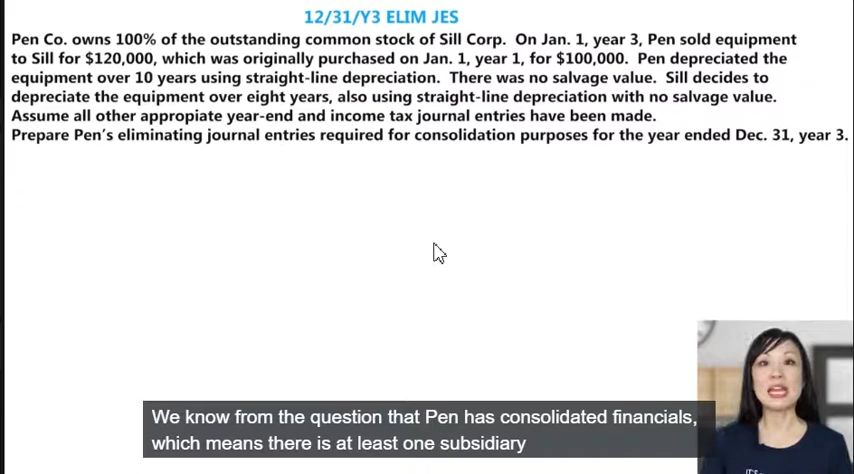 12/31/Y3 ELIM JES
Pen Co. owns 100% of the outstanding common stock of Sill Corp. On Jan. 1, year 3, Pen sold equipment
to Sill for $120,000, which was originally purchased on Jan. 1, year 1, for $100,000. Pen depreciated the
equipment over 10 years using straight-line depreciation. There was no salvage value. Sill decides to
depreciate the equipment over eight years, also using straight-line depreciation with no salvage value.
Assume all other appropiate year-end and income tax journal entries have been made.
Prepare Pen's eliminating journal entries required for consolidation purposes for the year ended Dec. 31, year 3.
We know from the question that Pen has consolidated financials,
which means there is at least one subsidiary